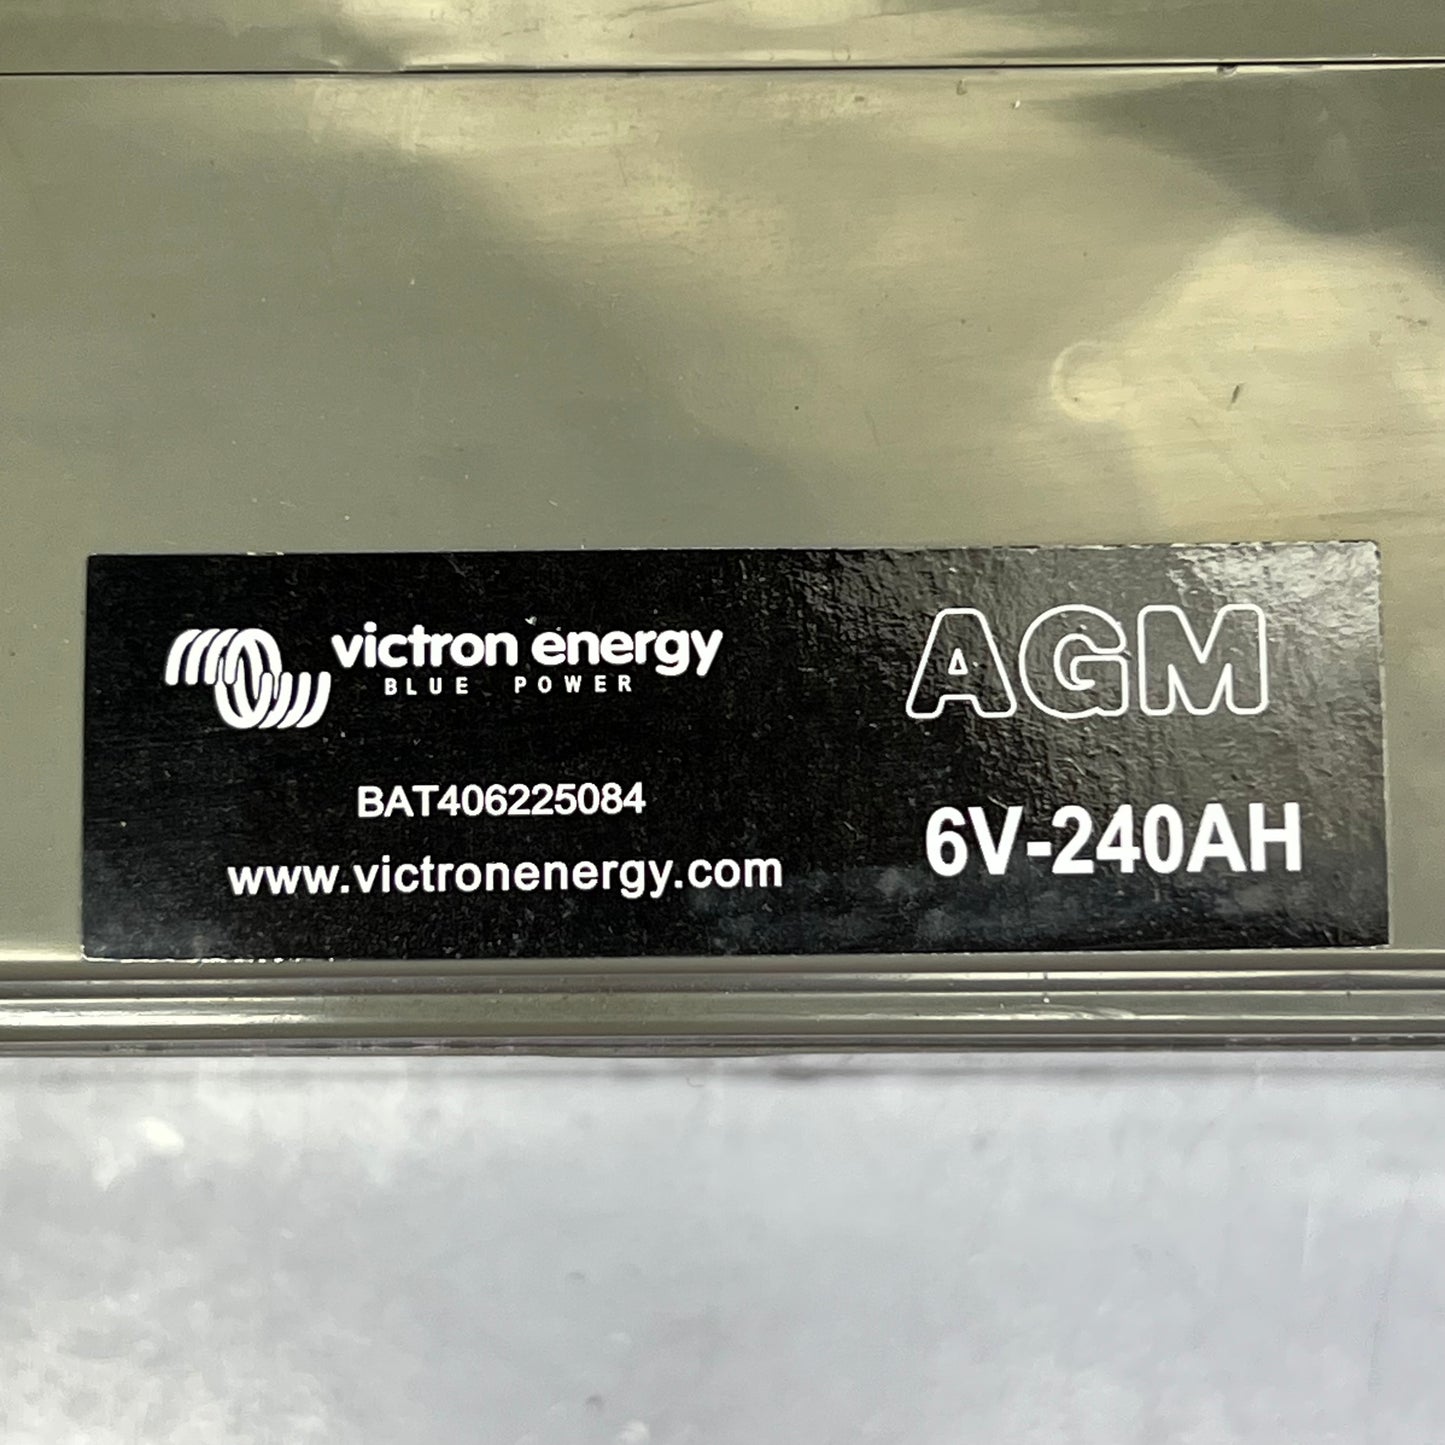 victron energy
BLUE POWER
BAT406225084
www.victronenergy.com
AGM
6V-240AH